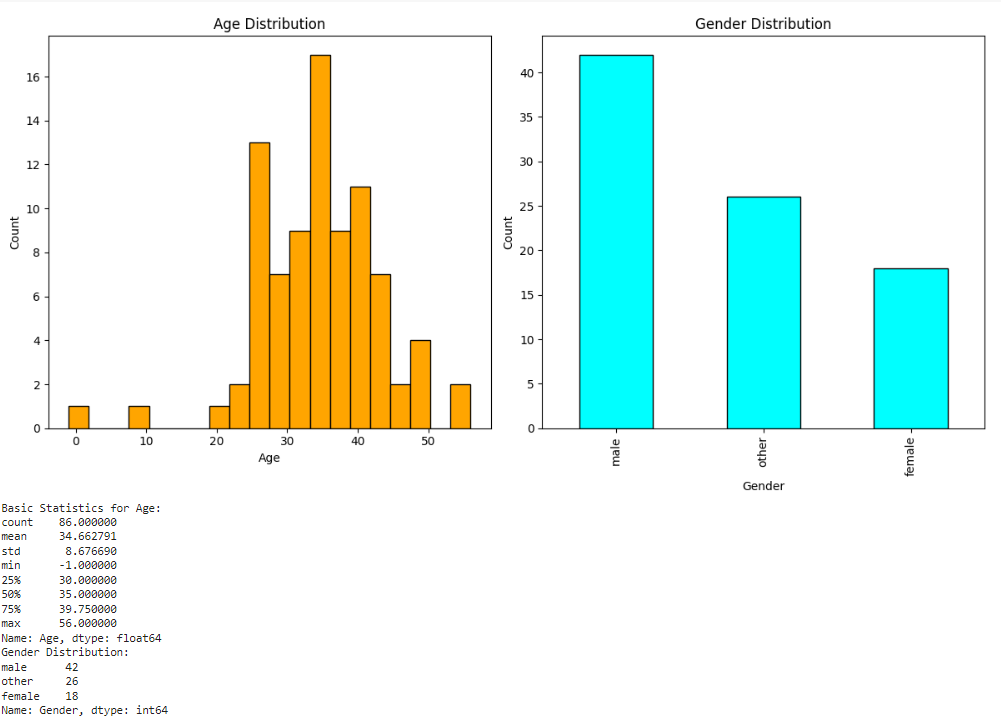 Age Distribution
Count
16
14
12
10
8
6
4
2
0
0 10 20 30 40 50
Age
Gender Distribution
Count
40
35
30
25
20
15
10
5
0
male other female
Gender
Basic Statistics for Age:
count 86.000000
mean 34.662791
std 8.676690
min -1.000000
25% 30.000000
50% 35.000000
75% 39.750000
max 56.000000
Name: Age, dtype: float64
Gender Distribution:
male 42
other 26
female 18
Name: Gender, dtype: int64